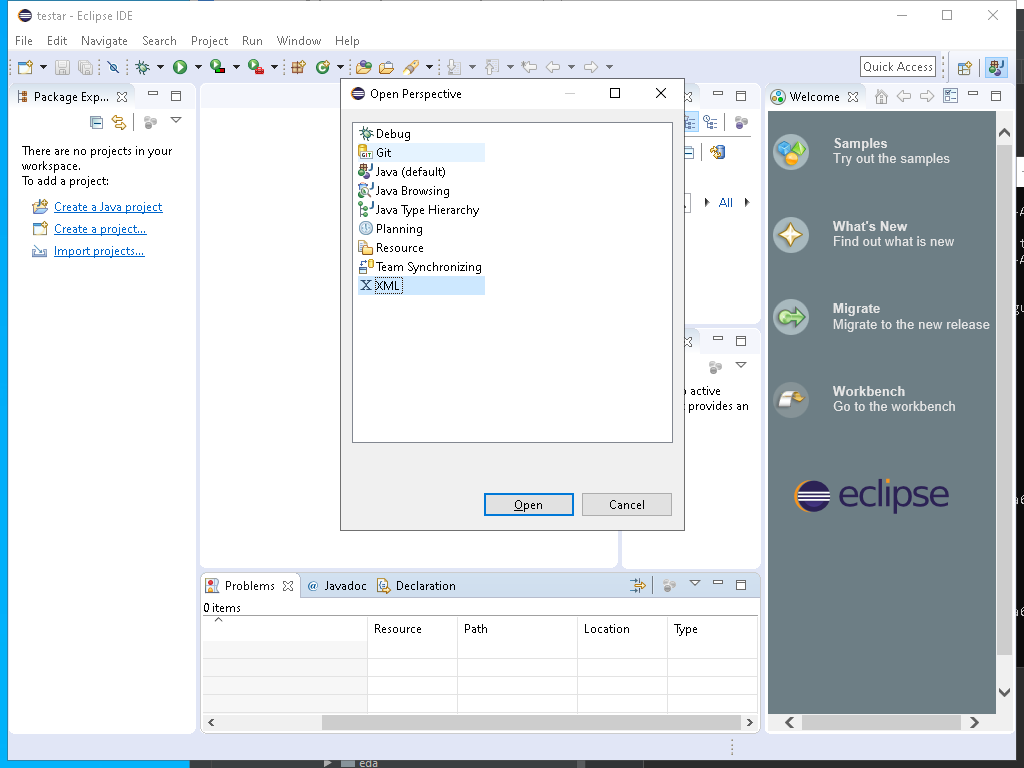 testar - Eclipse IDE
File Edit Navigate Search Project Run Window Help
Quick Access
Package Exp...
There are no projects in your
workspace.
To add a project:
Create a Java project
Create a project...
Import projects...
Open Perspective
Debug
Git
Java (default)
Java Browsing
Java Type Hierarchy
Planning
Resource
Team Synchronizing
XML
Open
Cancel
All
active
provides an
Welcome
Samples
Try out the samples
What's New
Find out what is new
Migrate
Migrate to the new release
Workbench
Go to the workbench
eclipse
Problems
@ Javadoc
Declaration
0 items
Resource Path Location Type
eda